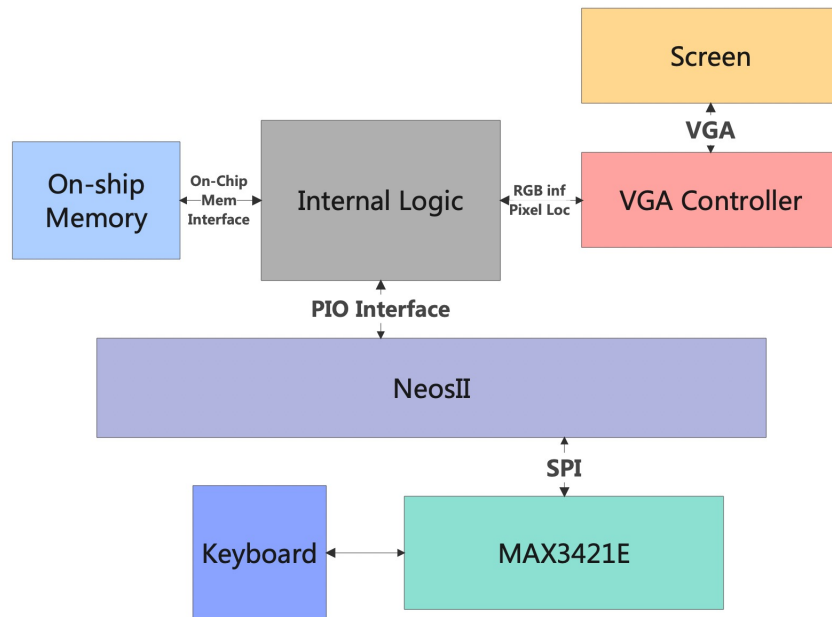 Screen
VGA
On-ship
Memory
On-Chip
Mem
Interface
Internal Logic
RGB inf
Pixel Loc
VGA Controller
PIO Interface
NeosII
SPI
Keyboard
MAX3421E